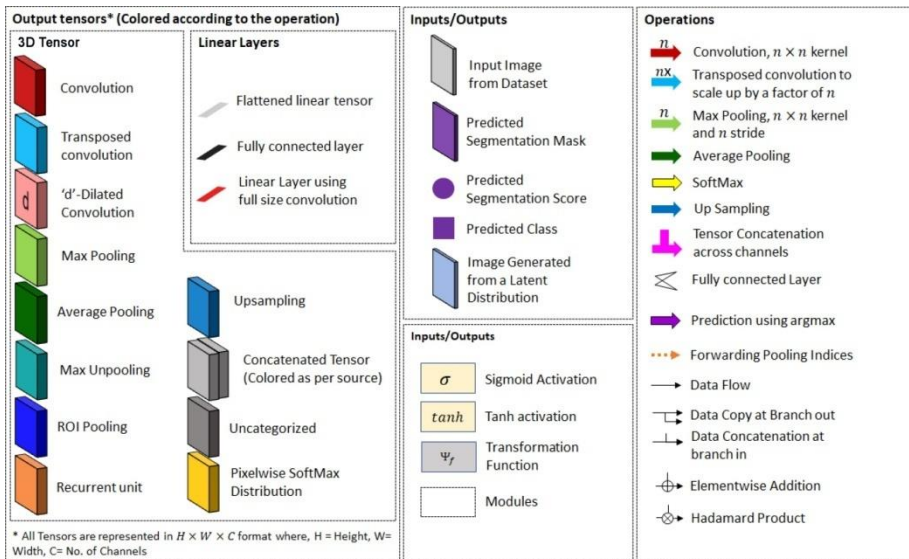 Output tensors* (Colored according to the operation)
3D Tensor
Convolution
Transposed
convolution
d
'd'-Dilated
Convolution
Max Pooling
Average Pooling
Max Unpooling
ROI Pooling
Recurrent unit
Linear Layers
Flattened linear tensor
Fully connected layer
Linear Layer using
full size convolution
Upsampling
Concatenated Tensor
(Colored as per source)
Uncategorized
Pixelwise SoftMax
Distribution
* All Tensors are represented in H × W × C format where, H = Height, W=
Width, C= No. of Channels
Inputs/Outputs
Input Image
from Dataset
Predicted
Segmentation Mask
Predicted
Segmentation Score
Predicted Class
Image Generated
from a Latent
Distribution
Inputs/Outputs
σ
Sigmoid Activation
tanh
Tanh activation
Ψf
Transformation
Function
Modules
Operations
n
Convolution, n × n kernel
nx
Transposed convolution to
scale up by a factor of n
n
Max Pooling, n × n kernel
and n stride
Average Pooling
SoftMax
Up Sampling
Tensor Concatenation
across channels
Fully connected Layer
Prediction using argmax
Forwarding Pooling Indices
Data Flow
Data Copy at Branch out
Data Concatenation at
branch in
Elementwise Addition
Hadamard Product